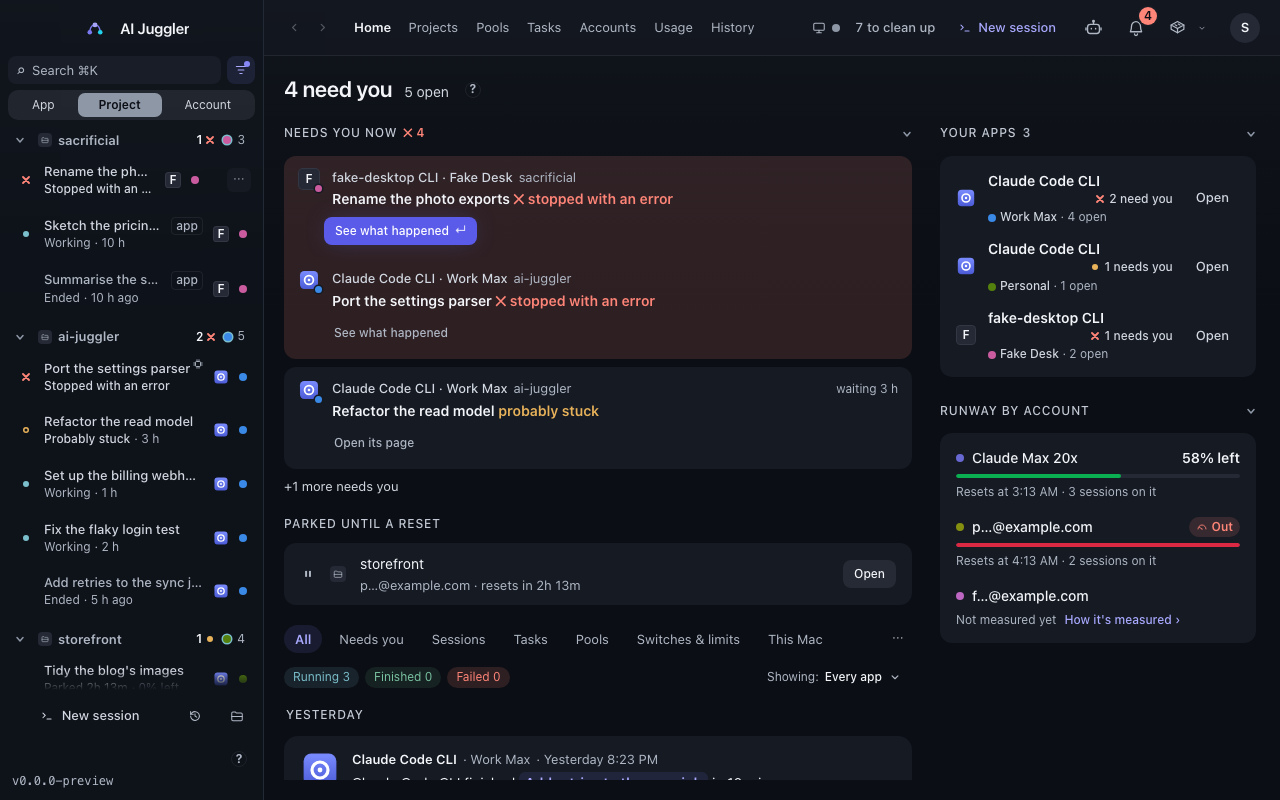 AI Juggler
Search ⌘K
App
Project
Account
sacrificial
1
3
Rename the ph...
Stopped with an ...
F
Sketch the pricin...
app
Working · 10 h
F
Summarise the s...
app
Ended · 10 h ago
F
ai-juggler
2
5
Port the settings parser
Stopped with an error
Refactor the read model
Probably stuck · 3 h
Set up the billing webh...
Working · 1 h
Fix the flaky login test
Working · 2 h
Add retries to the sync j...
Ended · 5 h ago
storefront
1
4
Tidy the blog's images
Parked 2h 13m · 0% left
New session
?
v0.0.0-preview
Home
Projects
Pools
Tasks
Accounts
Usage
History
7 to clean up
New session
4
S
4 need you
5 open
?
NEEDS YOU NOW
4
F
fake-desktop CLI · Fake Desk sacrificial
Rename the photo exports stopped with an error
See what happened
Claude Code CLI · Work Max ai-juggler
Port the settings parser stopped with an error
See what happened
Claude Code CLI · Work Max ai-juggler
waiting 3 h
Refactor the read model probably stuck
Open its page
+1 more needs you
PARKED UNTIL A RESET
storefront
p...@example.com · resets in 2h 13m
Open
All
Needs you
Sessions
Tasks
Pools
Switches & limits
This Mac
...
Running 3
Finished 0
Failed 0
Showing: Every app
YESTERDAY
Claude Code CLI · Work Max · Yesterday 8:23 PM
YOUR APPS 3
Claude Code CLI
2 need you
Open
Work Max · 4 open
Claude Code CLI
1 needs you
Open
Personal · 1 open
F
fake-desktop CLI
1 needs you
Open
Fake Desk · 2 open
RUNWAY BY ACCOUNT
Claude Max 20x
58% left
Resets at 3:13 AM · 3 sessions on it
p...@example.com
Out
Resets at 4:13 AM · 2 sessions on it
f...@example.com
Not measured yet How it's measured ›